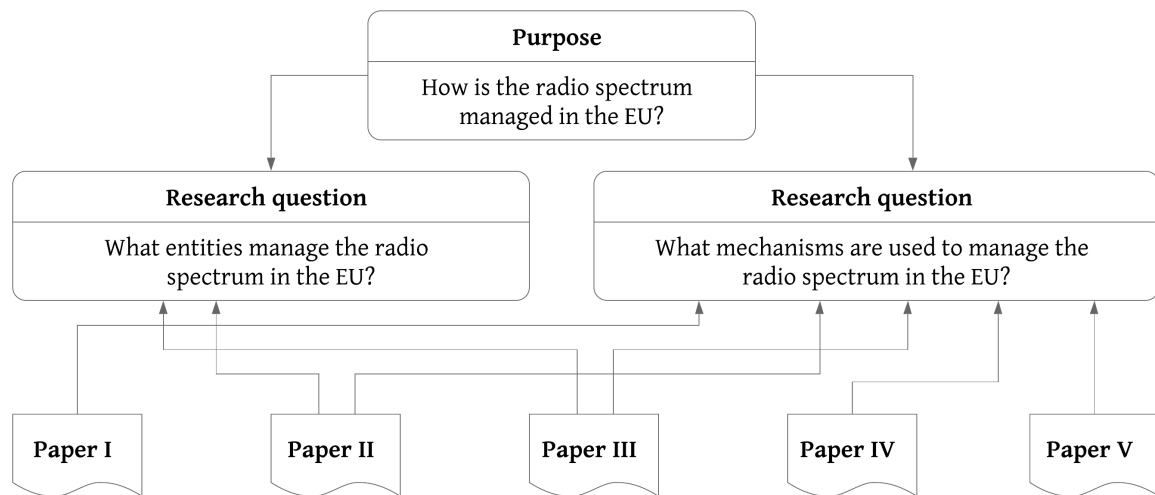 Purpose
How is the radio spectrum
managed in the EU?
Research question
What entities manage the radio
spectrum in the EU?
Research question
What mechanisms are used to manage the
radio spectrum in the EU?
Paper I
Paper II
Paper III
Paper IV
Paper V